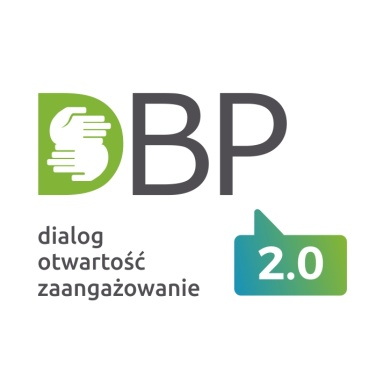 DBP
dialog
otwartość
zaangażowanie
2.0